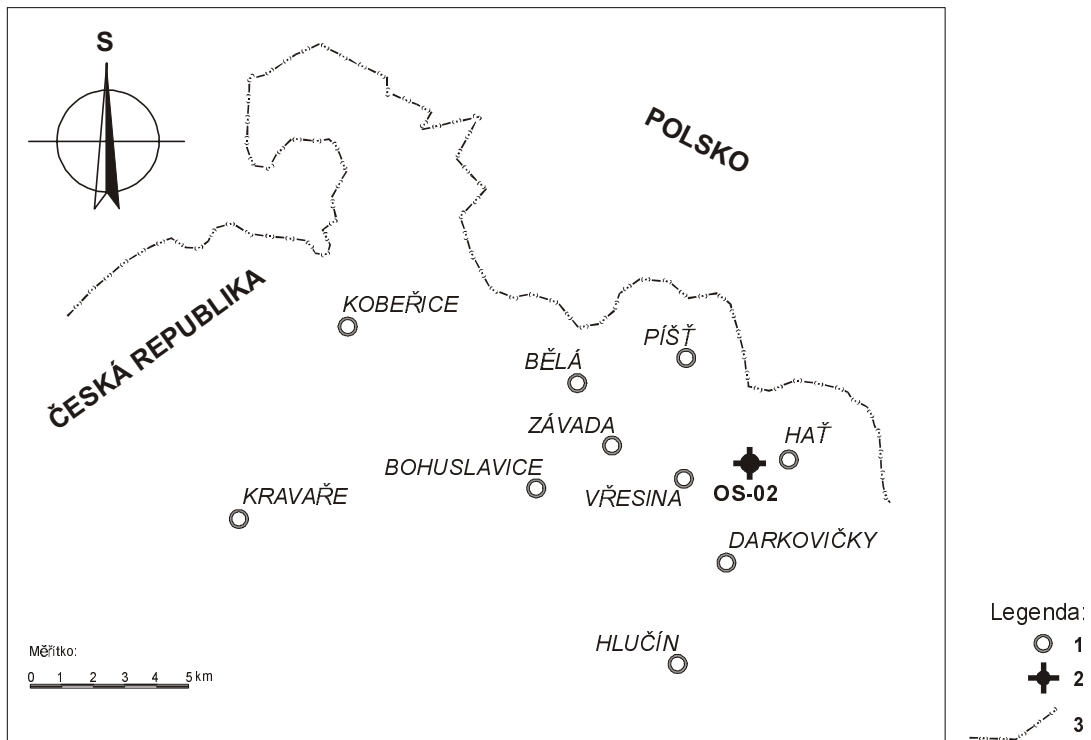 S
POLSKO
ČESKÁ REPUBLIKA
KOBEŘICE
PÍŠŤ
BĚLÁ
ZÁVADA
HAŤ
BOHUSLAVICE
VŘESINA
OS-02
KRAVAŘE
DARKOVIČKY
HLUČÍN
Měřítko:
0 1 2 3 4 5 km
Legenda:
1
2
3